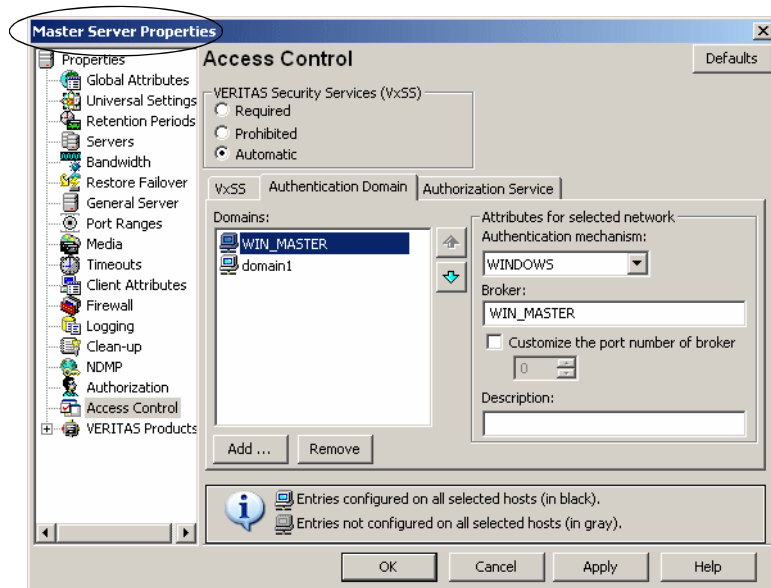 Master Server Properties
Properties
Global Attributes
Universal Settings
Retention Periods
Servers
Bandwidth
Restore Failover
General Server
Port Ranges
Media
Timeouts
Client Attributes
Firewall
Logging
Clean-up
NDMP
Authorization
Access Control
VERITAS Products
Access Control
Defaults
VERITAS Security Services (VxSS)
Required
Prohibited
Automatic
VxSS
Authentication Domain
Authorization Service
Domains:
WIN_MASTER
domain1
Attributes for selected network
Authentication mechanism:
WINDOWS
Broker:
WIN_MASTER
Customize the port number of broker
0
Description:
Add ...
Remove
Entries configured on all selected hosts (in black).
Entries not configured on all selected hosts (in gray).
OK
Cancel
Apply
Help